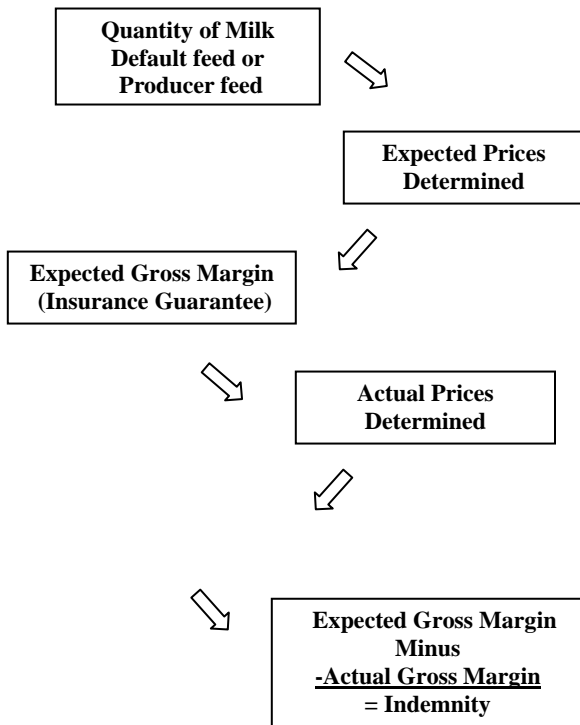 Quantity of Milk
Default feed or
Producer feed
Expected Prices
Determined
Expected Gross Margin
(Insurance Guarantee)
Actual Prices
Determined
Expected Gross Margin
Minus
-Actual Gross Margin
= Indemnity